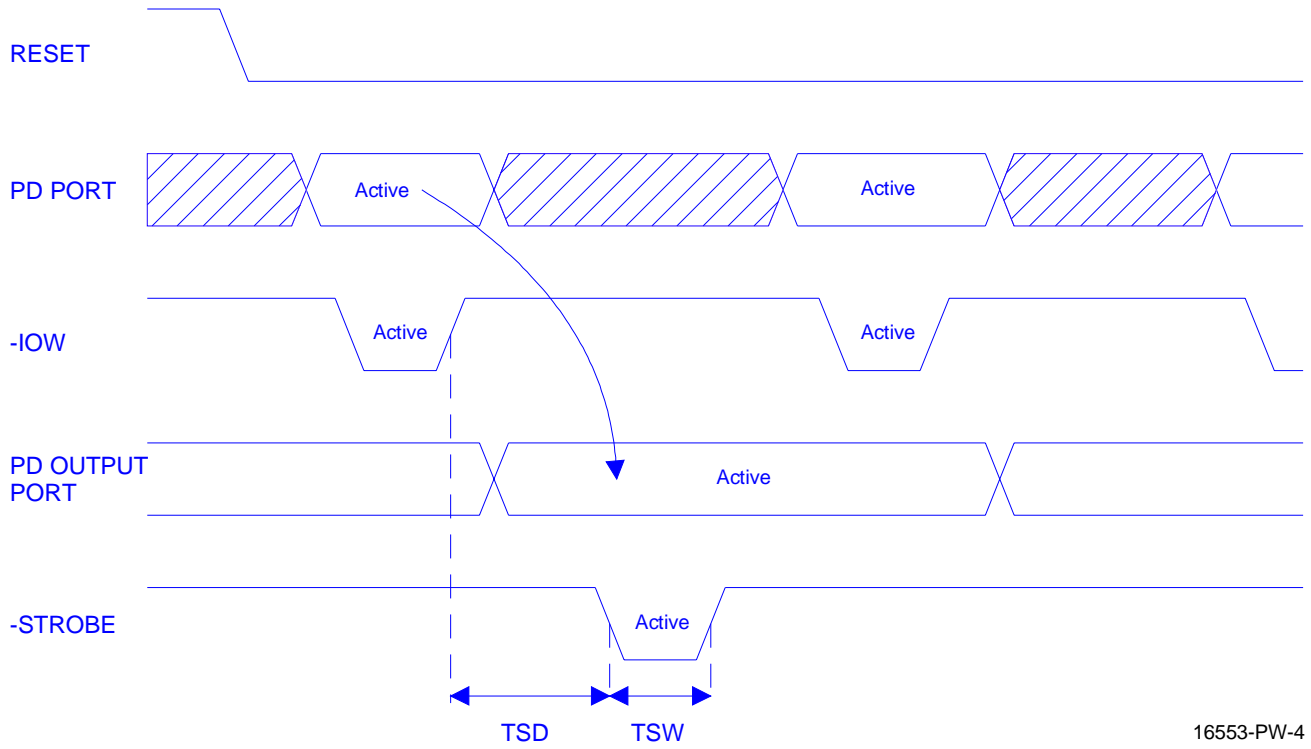 RESET
PD PORT
Active
Active
-IOW
Active
Active
PD OUTPUT
PORT
Active
-STROBE
Active
TSD
TSW
16553-PW-4